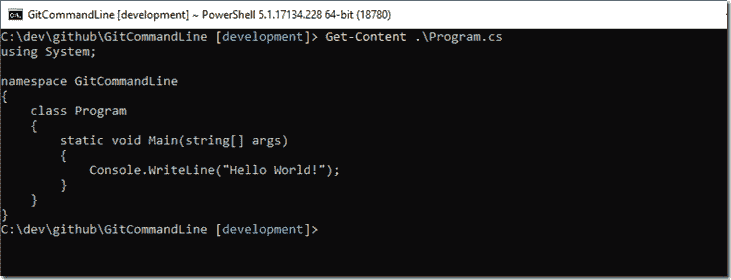 GitCommandLine [development] ~ PowerShell 5.1.17134.228 64-bit (18780)
C:\dev\github\GitCommandLine [development]> Get-Content .\Program.cs
using System;

namespace GitCommandLine
{
    class Program
    {
        static void Main(string[] args)
        {
            Console.WriteLine("Hello World!");
        }
    }
}
C:\dev\github\GitCommandLine [development]>